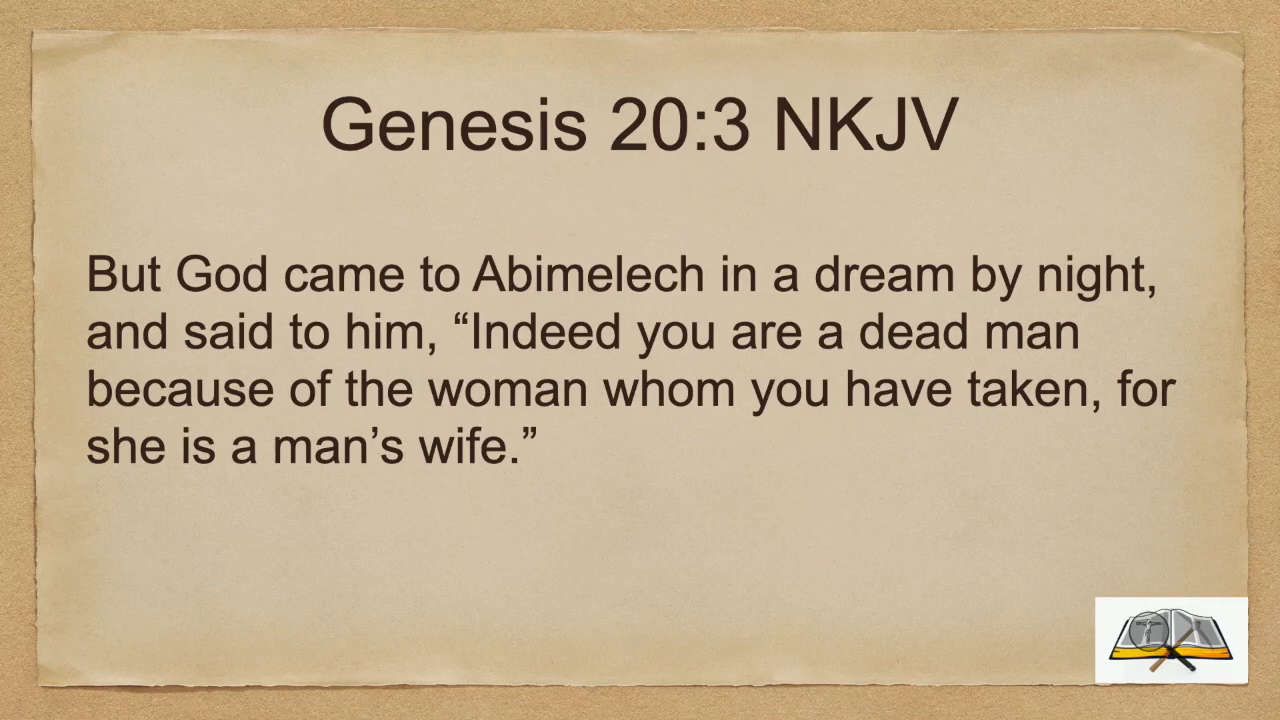 Genesis 20:3 NKJV
But God came to Abimelech in a dream by night,
and said to him, “Indeed you are a dead man
because of the woman whom you have taken, for
she is a man’s wife.”